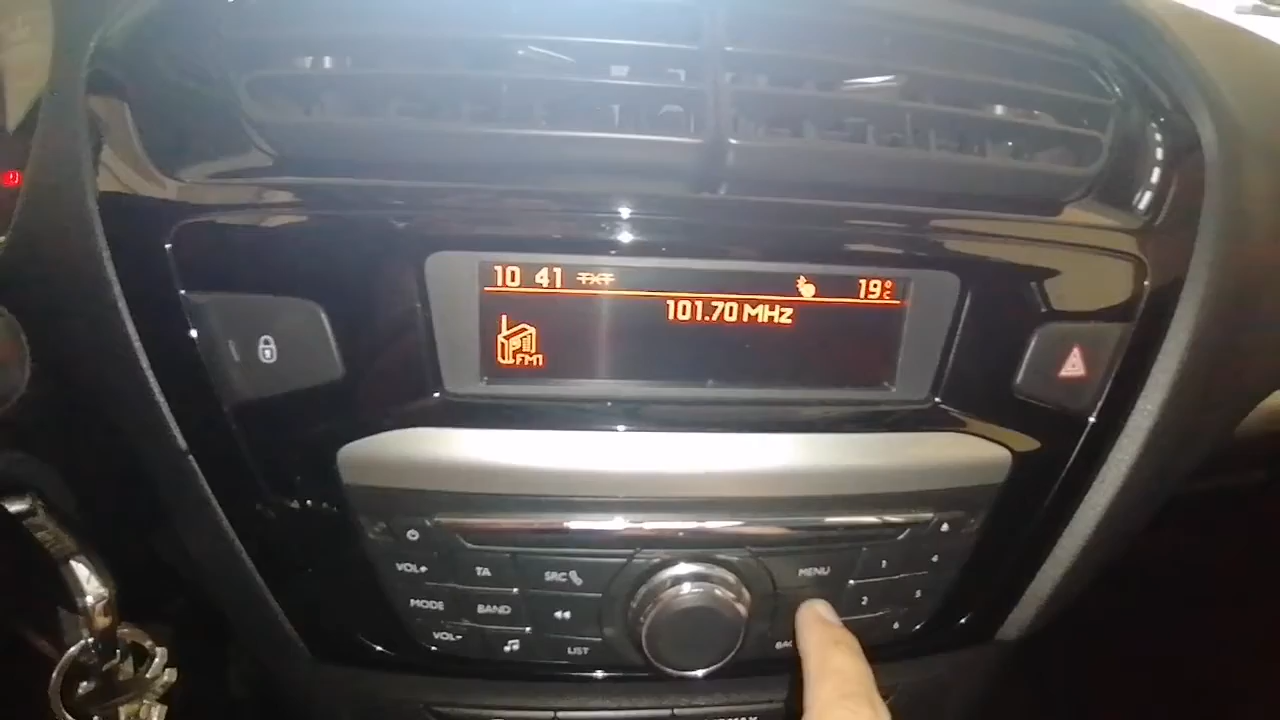 10 41 TXT 19°C
101.70 MHz
FM1
VOL+ TA SRC MENU 1 4
MODE BAND 2 5
VOL- LIST 6